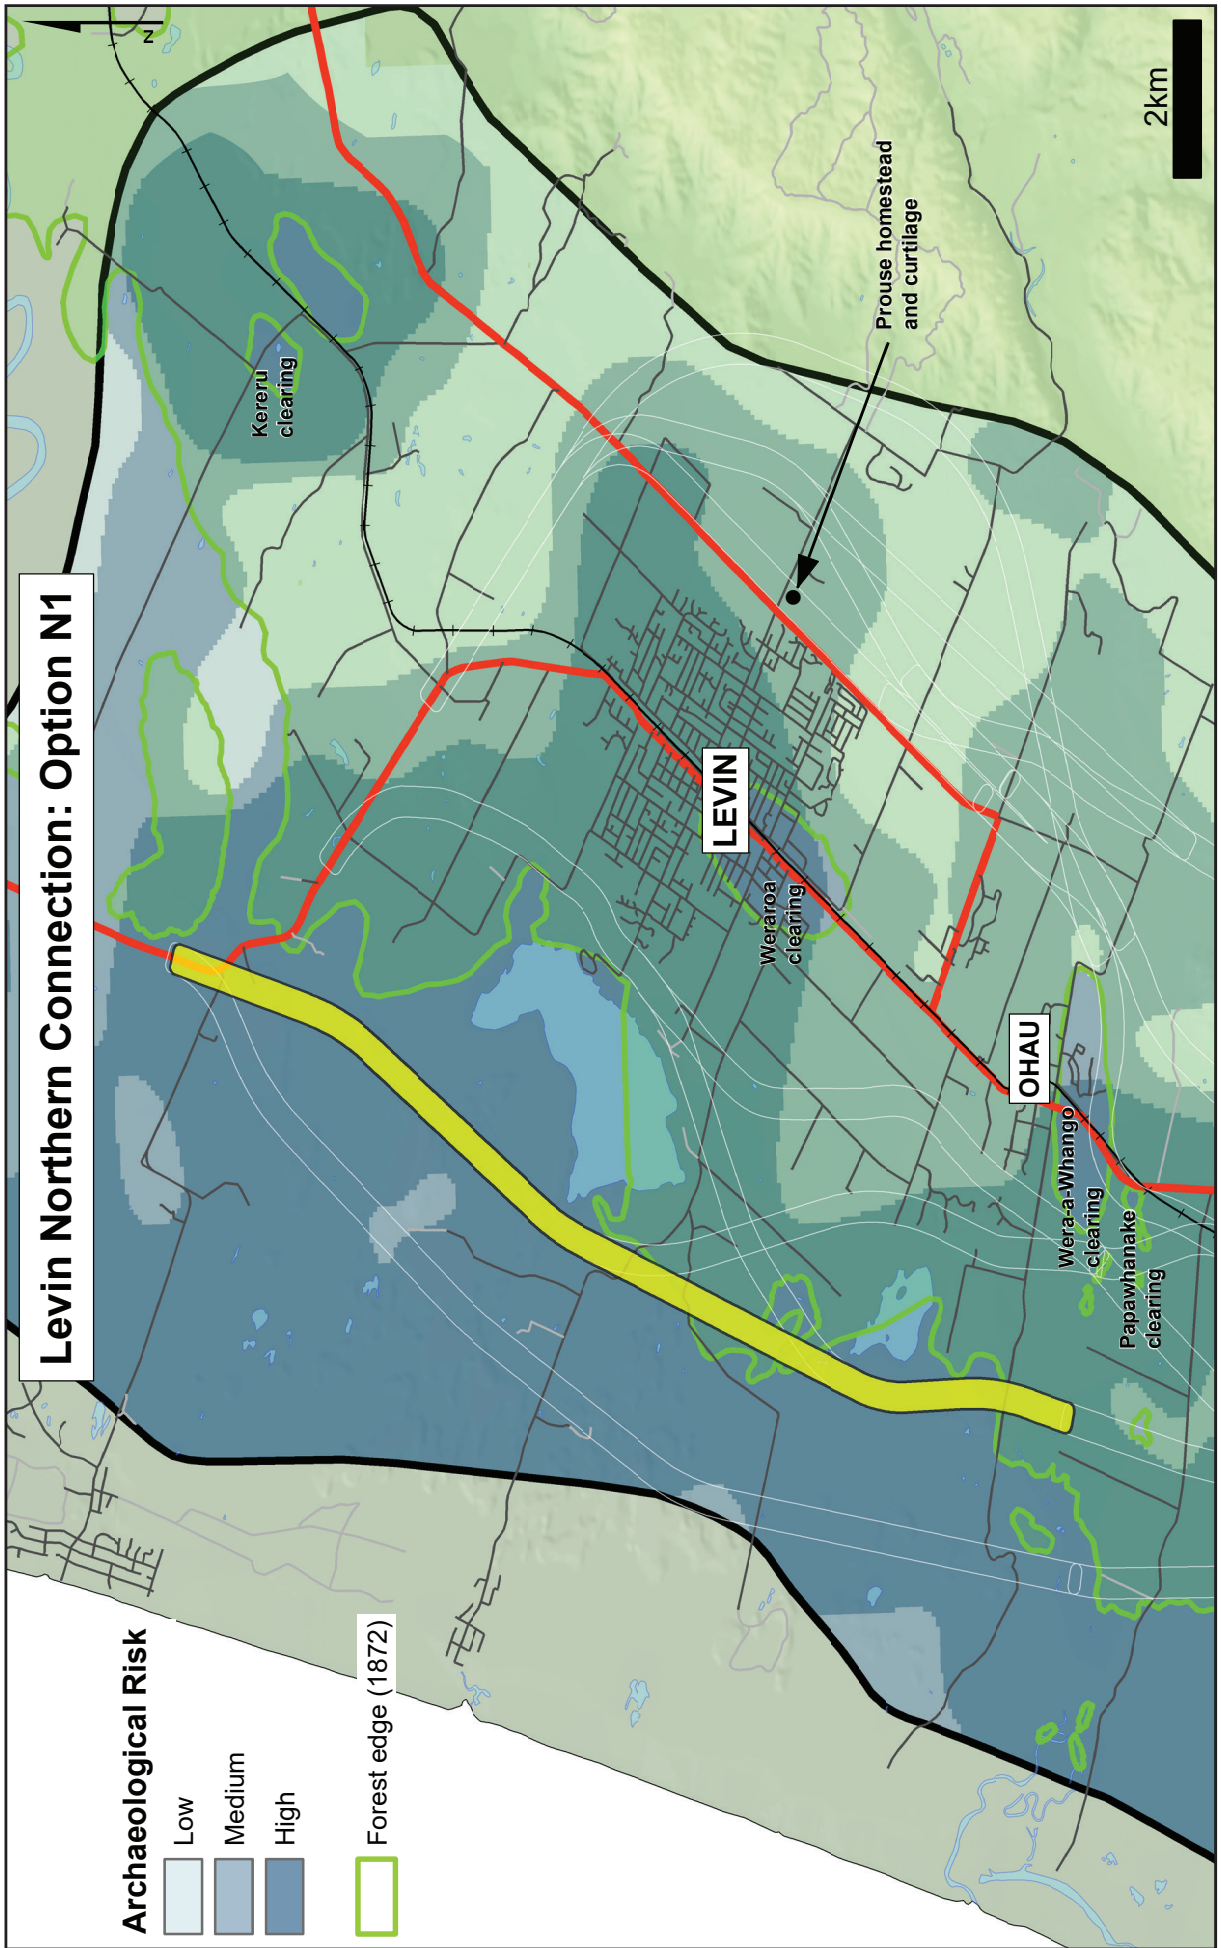 Levin Northern Connection: Option N1
N
Archaeological Risk
Low
Medium
High
Forest edge (1872)
Kereru
clearing
LEVIN
Weraroa
clearing
Prouse homestead
and curtilage
OHAU
Wera-a-Whango
clearing
Papawhanake
clearing
2km